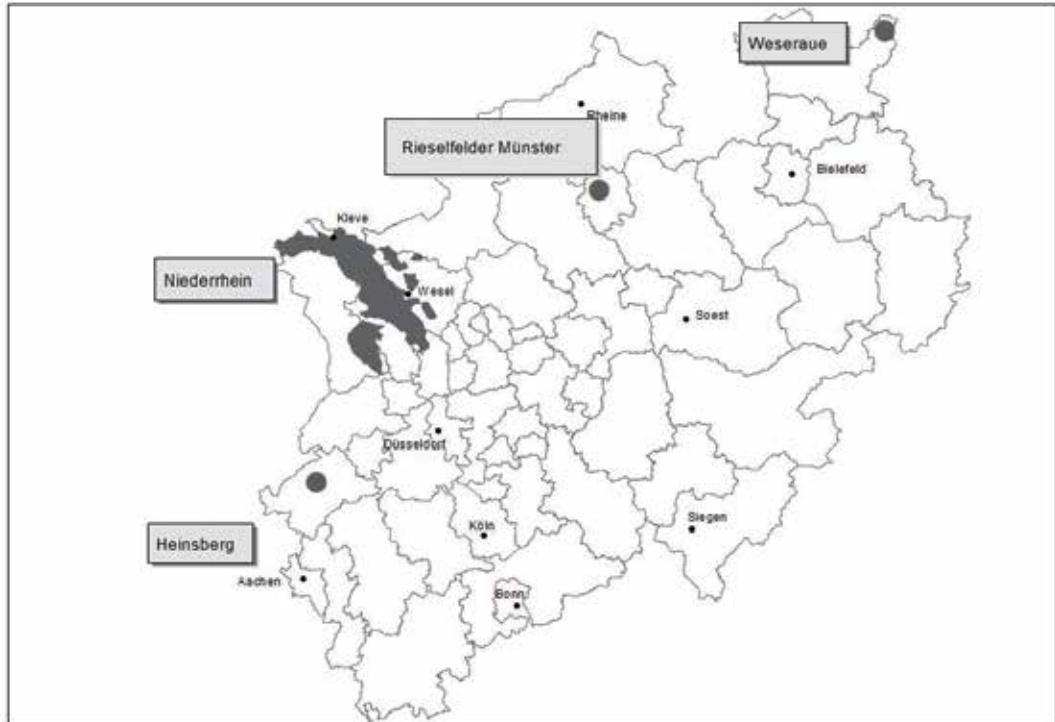 Weseraue
Rheine
Rieselfelder Münster
Bielefeld
Kleve
Niederrhein
Wesel
Soest
Düsseldorf
Köln
Siegen
Heinsberg
Aachen
Bonn